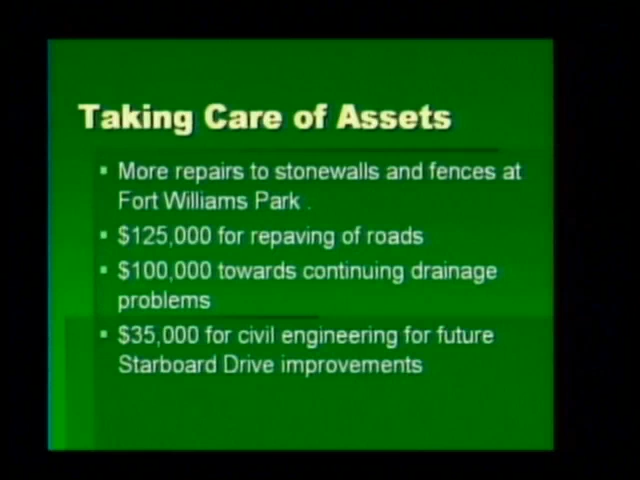 Taking Care of Assets
▪ More repairs to stonewalls and fences at
Fort Williams Park .
▪ $125,000 for repaving of roads
▪ $100,000 towards continuing drainage
problems
▪ $35,000 for civil engineering for future
Starboard Drive improvements